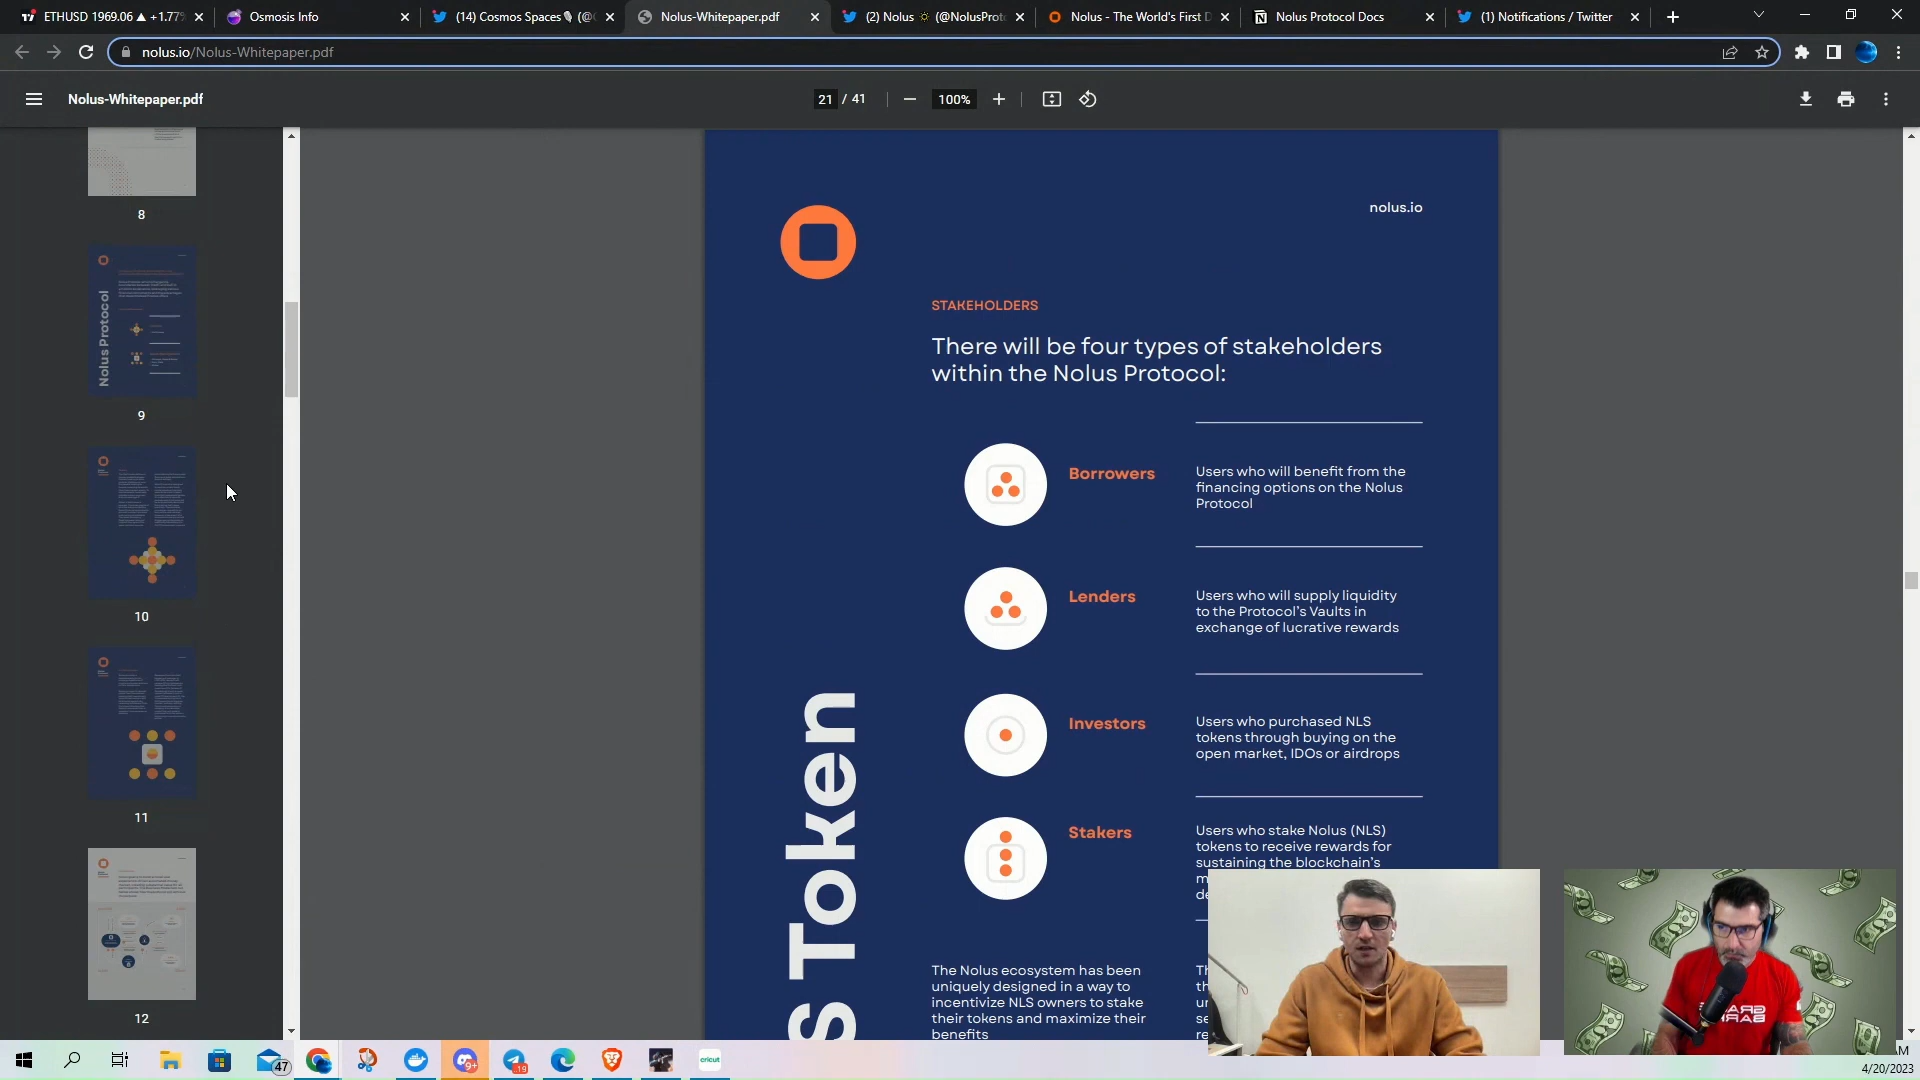 ETHUSD 1969.06 ▲ +1.77%
Osmosis Info
(14) Cosmos Spaces🎙 (@
Nolus-Whitepaper.pdf
(2) Nolus 🔅 (@NolusProto
Nolus - The World's First D
Nolus Protocol Docs
(1) Notifications / Twitter
nolus.io/Nolus-Whitepaper.pdf
Nolus-Whitepaper.pdf
21 / 41
100%
8
Nolus Protocol
9
10
11
12
nolus.io
STAKEHOLDERS
There will be four types of stakeholders
within the Nolus Protocol:
Borrowers
Users who will benefit from the
financing options on the Nolus
Protocol
Lenders
Users who will supply liquidity
to the Protocol's Vaults in
exchange of lucrative rewards
Investors
Users who purchased NLS
tokens through buying on the
open market, IDOs or airdrops
Stakers
Users who stake Nolus (NLS)
tokens to receive rewards for
sustaining the blockchain's
S Token
The Nolus ecosystem has been
uniquely designed in a way to
incentivize NLS owners to stake
their tokens and maximize their
benefits
47
9+
19
cricut
4/20/2023